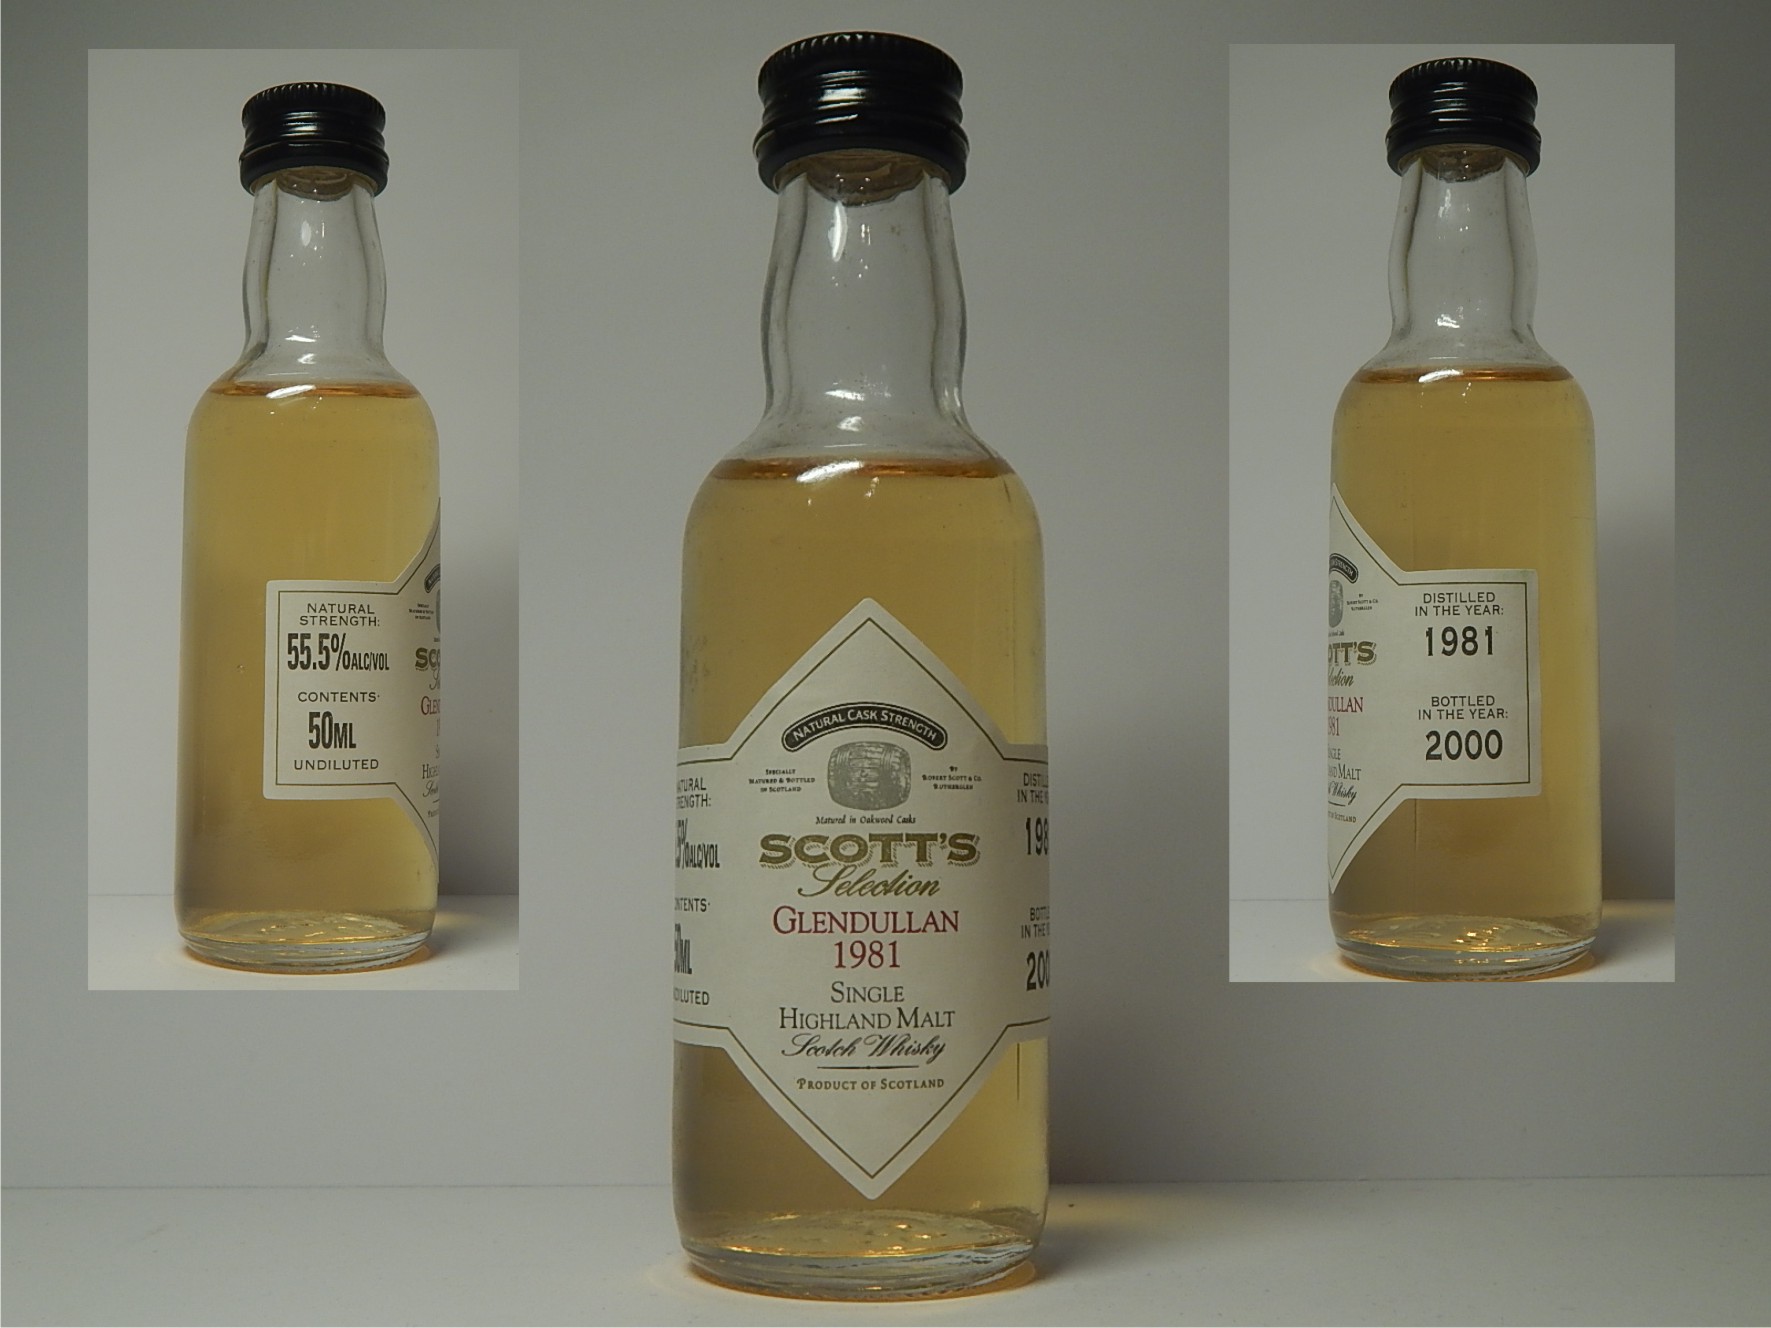 NATURAL
STRENGTH:
55.5%ALC/VOL
CONTENTS:
50ML
UNDILUTED
NATURAL CASK STRENGTH
SPECIALLY
MATURED & BOTTLED
IN SCOTLAND
BY
ROBERT SCOTT & CO.
RUTHERGLEN
Matured in Oakwood Casks
SCOTT'S
Selection
GLENDULLAN
1981
SINGLE
HIGHLAND MALT
Scotch Whisky
PRODUCT OF SCOTLAND
ALC/VOL
DISTILLED
IN THE YEAR:
1981
BOTTLED
IN THE YEAR:
2000